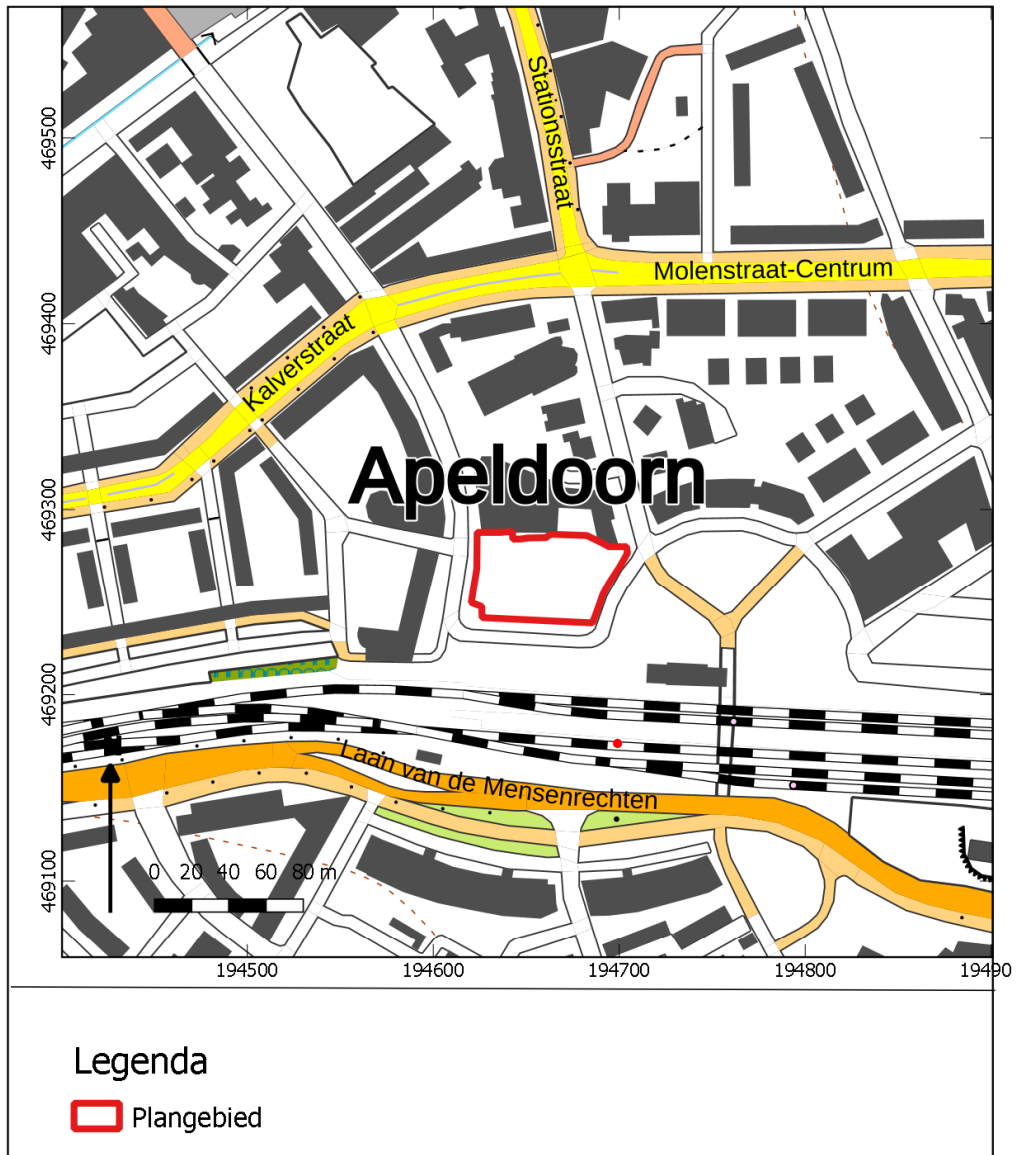 Stationsstraat
Molenstraat-Centrum
Kalverstraat
Apeldoorn
Laan van de Mensenrechten
469500
469400
469300
469200
469100
0 20 40 60 80 m
194500 194600 194700 194800 19490
Legenda
Plangebied